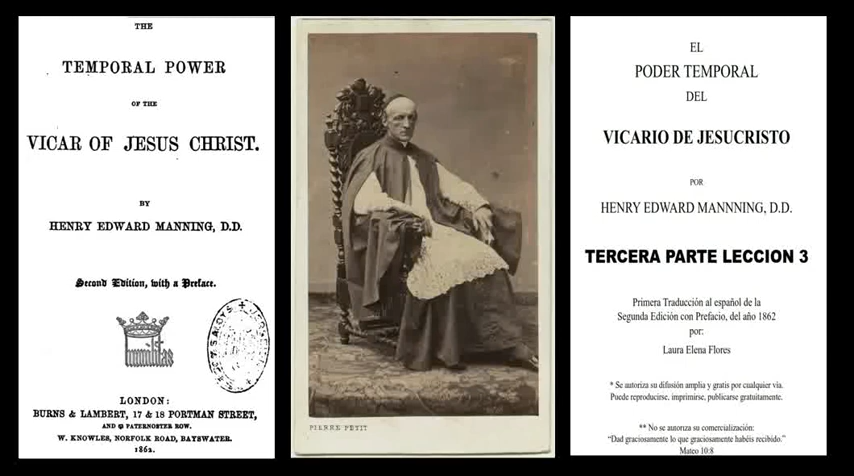 THE
TEMPORAL POWER
OF THE
VICAR OF JESUS CHRIST.
BY
HENRY EDWARD MANNING, D.D.
Second Edition, with a Preface.
humilitas
LONDON:
BURNS & LAMBERT, 17 & 18 PORTMAN STREET,
AND 63 PATERNOSTER ROW.
W. KNOWLES, NORFOLK ROAD, BAYSWATER.
1862.
PIERRE PETIT
EL
PODER TEMPORAL
DEL
VICARIO DE JESUCRISTO
POR
HENRY EDWARD MANNNING, D.D.
TERCERA PARTE LECCION 3
Primera Traducción al español de la
Segunda Edición con Prefacio, del año 1862
por:
Laura Elena Flores
* Se autoriza su difusión amplia y gratis por cualquier vía.
Puede reproducirse, imprimirse, publicarse gratuitamente.
** No se autoriza su comercialización:
“Dad graciosamente lo que graciosamente habéis recibido.”
Mateo 10:8